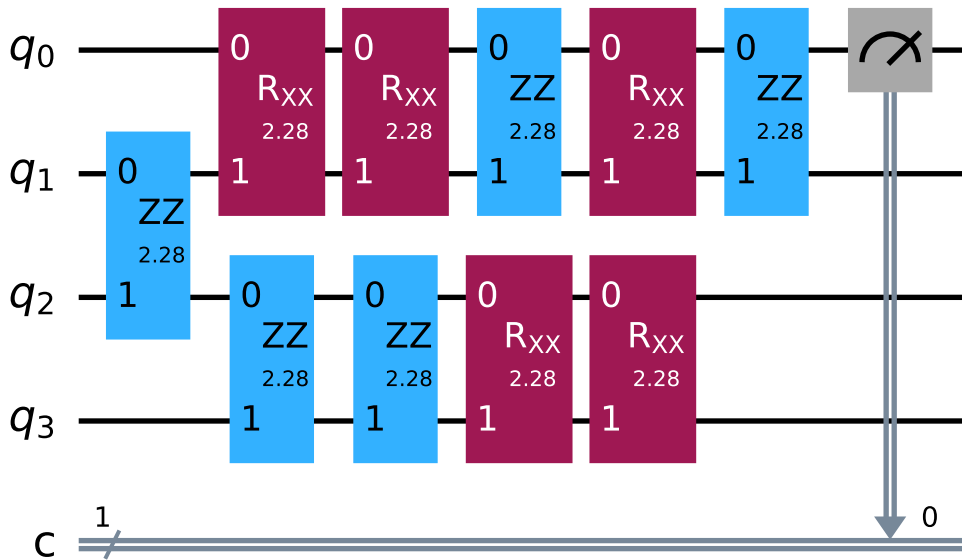 q0 0 0 0 0 0
RXX RXX ZZ RXX ZZ
2.28 2.28 2.28 2.28 2.28
q1 0 1 1 1 1 1
ZZ
2.28
q2 1 0 0 0 0
ZZ ZZ RXX RXX
2.28 2.28 2.28 2.28
q3 1 1 1 1
1 0
c